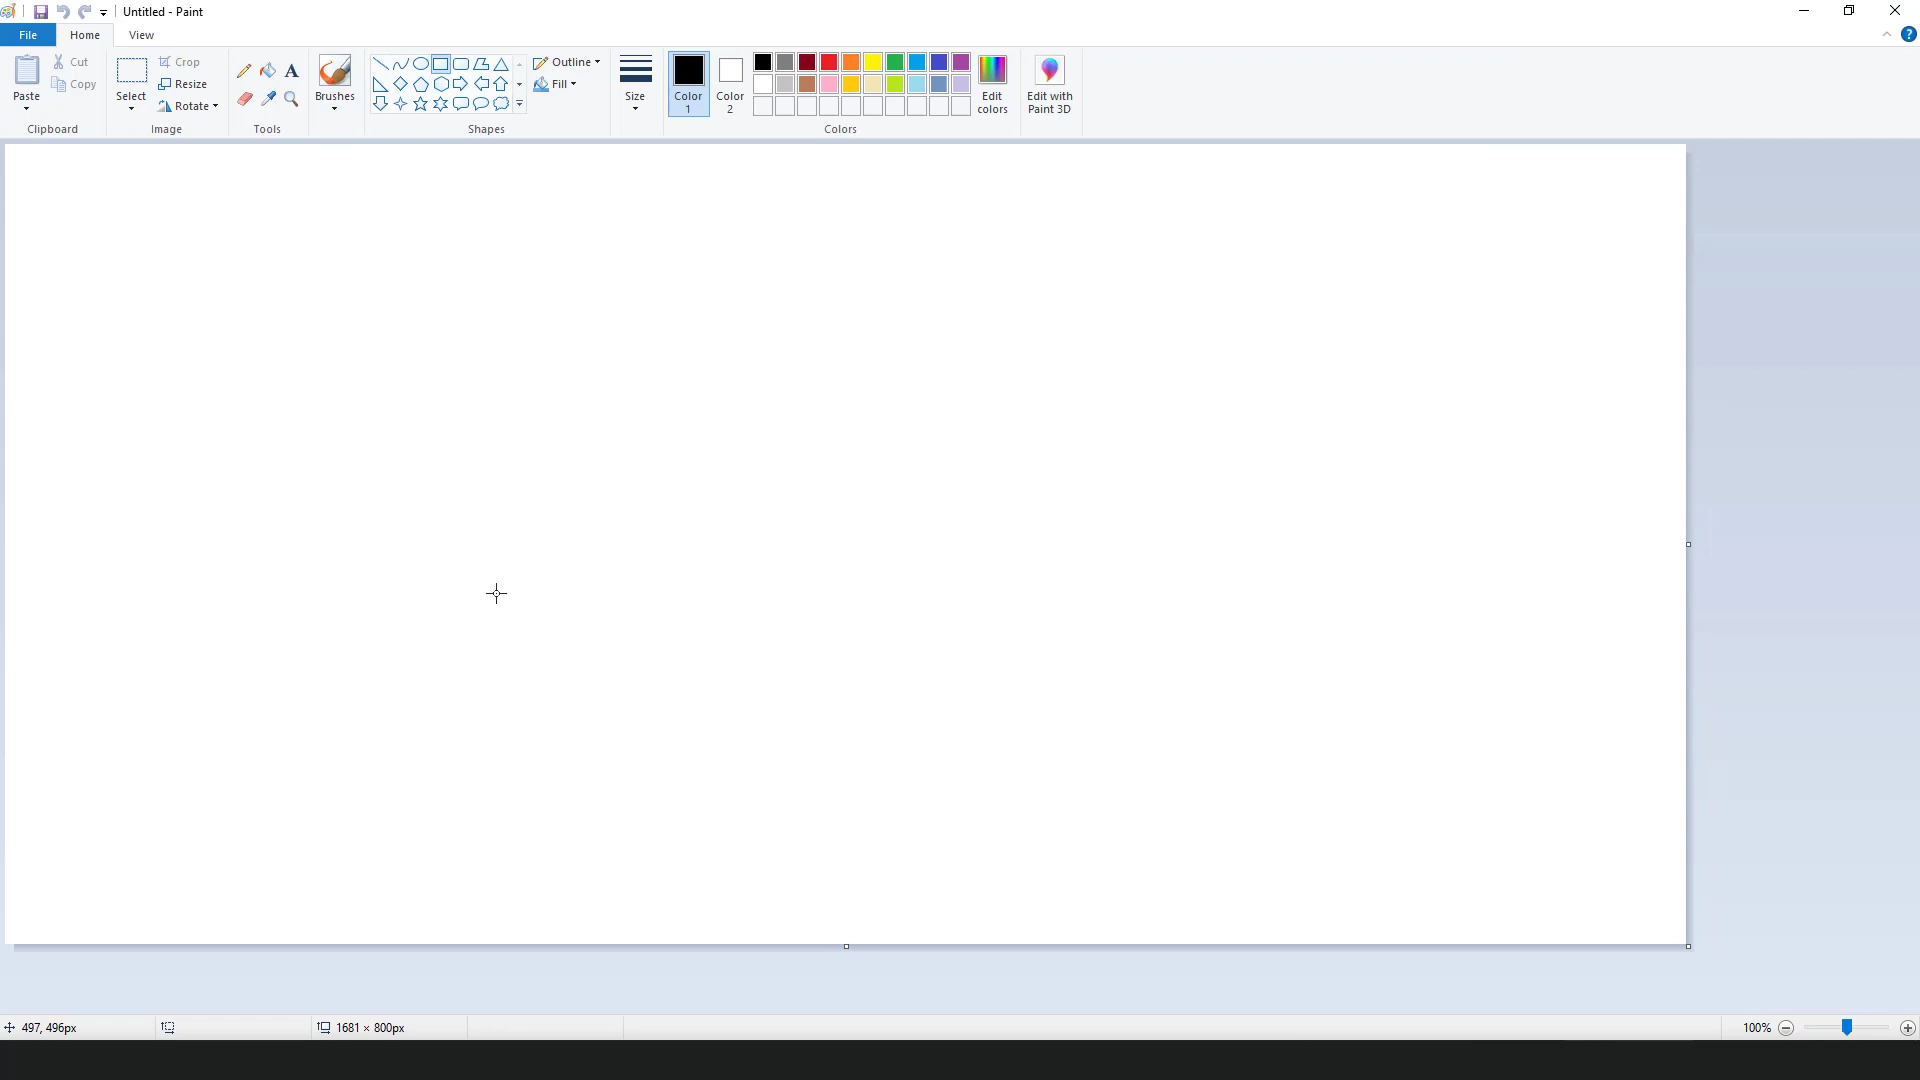 Untitled - Paint
File Home View
Paste Cut Copy
Clipboard
Select Crop Resize Rotate
Image
A
Tools
Brushes
Outline Fill
Shapes
Size
Color 1 Color 2
Edit colors
Colors
Edit with Paint 3D
?
497, 496px 1681 × 800px 100%